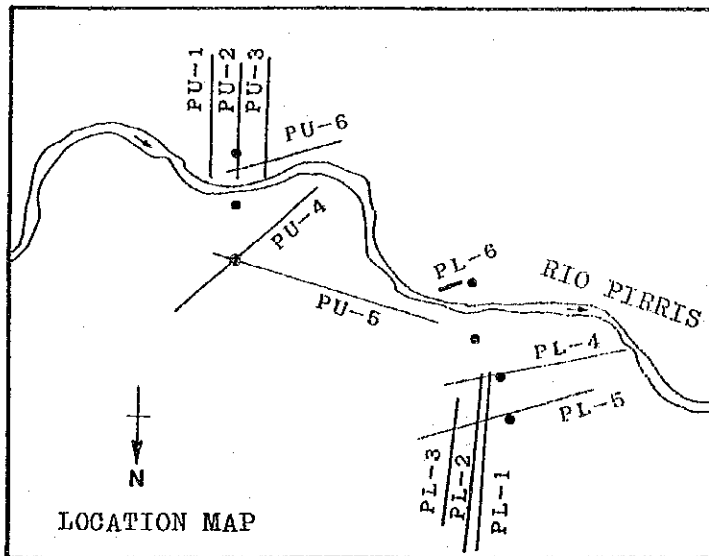 PU-1
PU-2
PU-3
PU-6
PU-4
PU-6
PL-6
RIO PIRRIS
PL-4
PL-5
PL-3
PL-2
PL-1
N
LOCATION MAP